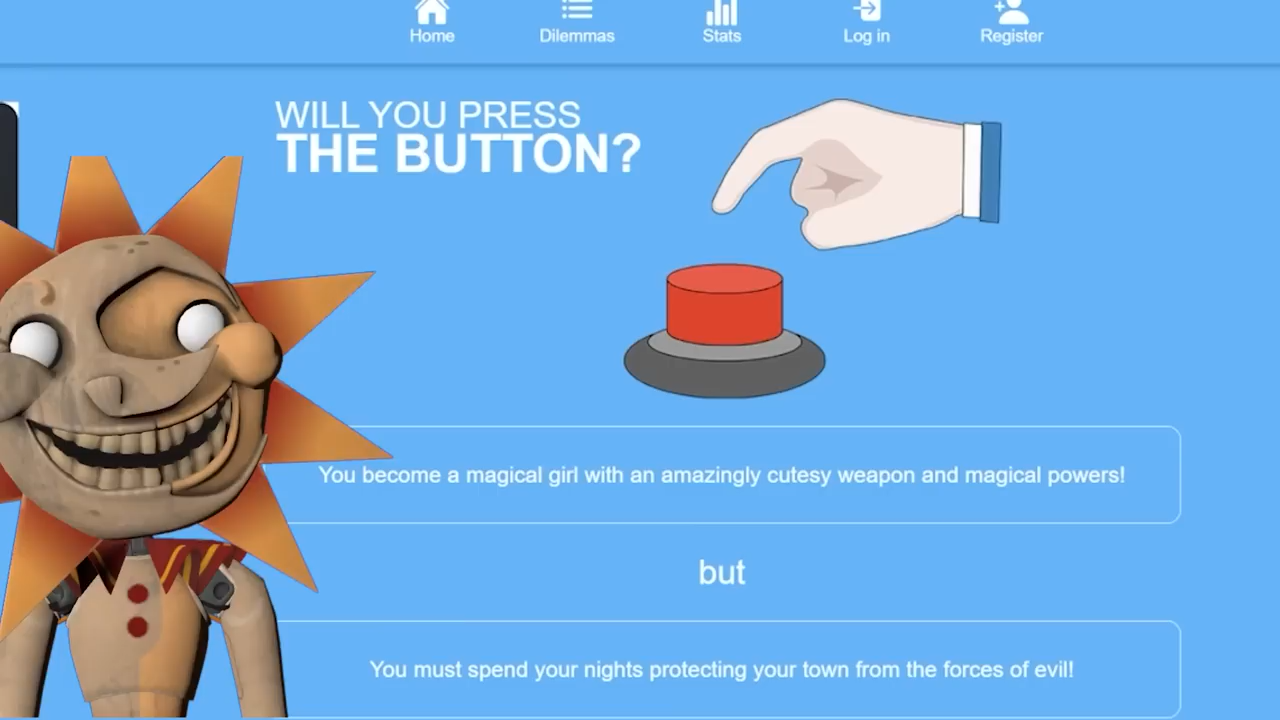 Home
Dilemmas
Stats
Log in
Register
WILL YOU PRESS
THE BUTTON?
You become a magical girl with an amazingly cutesy weapon and magical powers!
but
You must spend your nights protecting your town from the forces of evil!